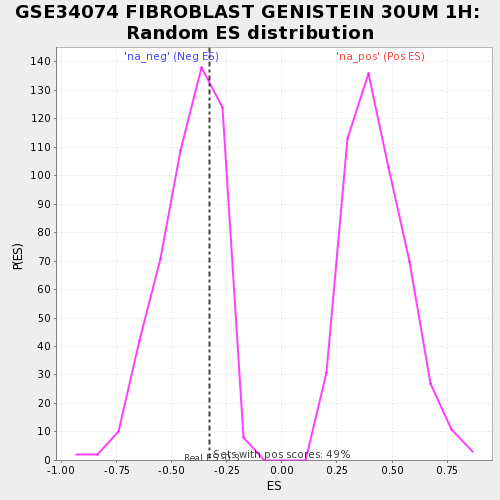 GSE34074 FIBROBLAST GENISTEIN 30UM 1H:
Random ES distribution
'na_neg' (Neg ES)
'na_pos' (Pos ES)
140
130
120
110
100
90
80
70
60
50
40
30
20
10
0
P(ES)
Sets with pos scores: 49%
Real ES -0.3
-1.00
-0.75
-0.50
-0.25
0.00
0.25
0.50
0.75
ES